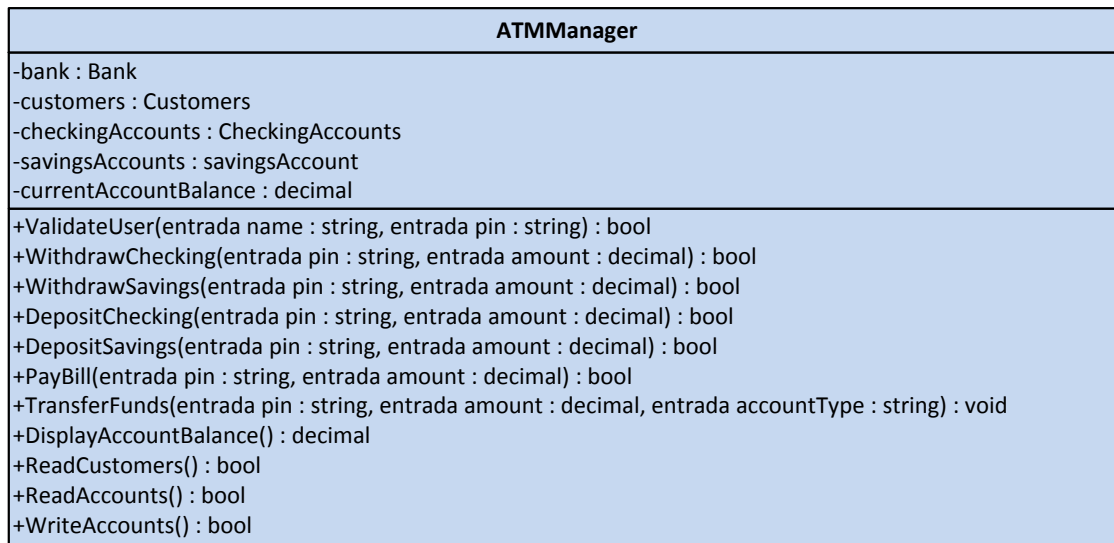 ATMManager
-bank : Bank
-customers : Customers
-checkingAccounts : CheckingAccounts
-savingsAccounts : savingsAccount
-currentAccountBalance : decimal
+ValidateUser(entrada name : string, entrada pin : string) : bool
+WithdrawChecking(entrada pin : string, entrada amount : decimal) : bool
+WithdrawSavings(entrada pin : string, entrada amount : decimal) : bool
+DepositChecking(entrada pin : string, entrada amount : decimal) : bool
+DepositSavings(entrada pin : string, entrada amount : decimal) : bool
+PayBill(entrada pin : string, entrada amount : decimal) : bool
+TransferFunds(entrada pin : string, entrada amount : decimal, entrada accountType : string) : void
+DisplayAccountBalance() : decimal
+ReadCustomers() : bool
+ReadAccounts() : bool
+WriteAccounts() : bool